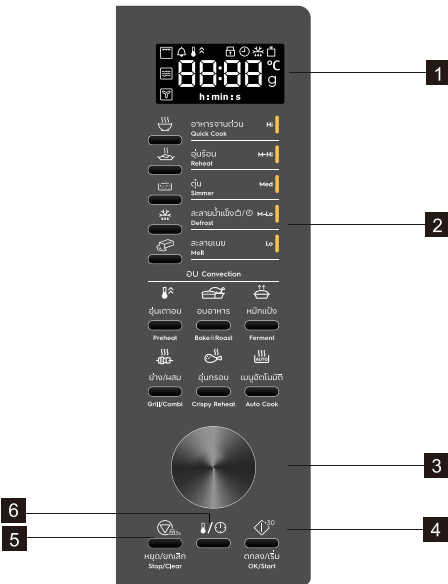 88:88 °C g
h:min:s
1
อาหารจานด่วน Hi
Quick Cook
อุ่นร้อน M-Hi
Reheat
ตุ๋น Med
Simmer
ละลายน้ำแข็ง / M-Lo
Defrost
2
ละลายเนย Lo
Melt
อบ Convection
อุ่นเตาอบ อบอาหาร หมักแป้ง
Preheat Bake/Roast Ferment
ย่าง/ผสม อุ่นกรอบ เมนูอัตโนมัติ
Grill/Combi Crispy Reheat Auto Cook
AUTO
3
6
5
3s / 30
4
หยุด/ยกเลิก ตกลง/เริ่ม
Stop/Clear OK/Start